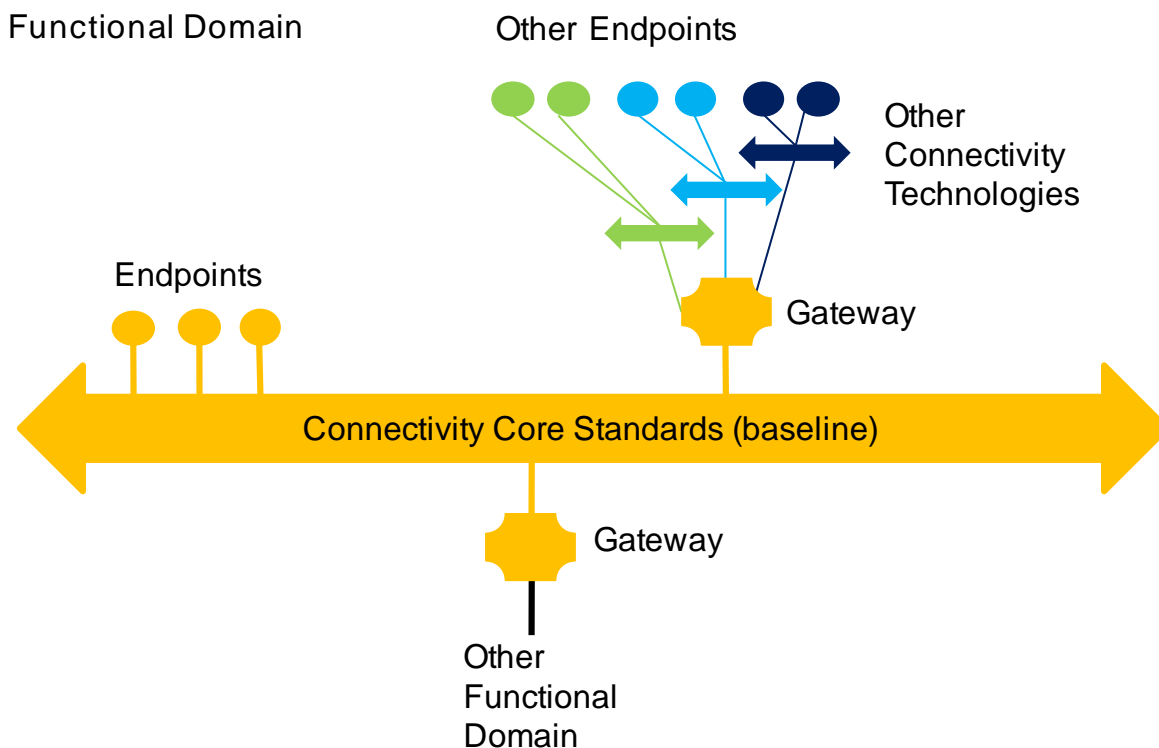 Functional Domain
Other Endpoints
Other
Connectivity
Technologies
Endpoints
Gateway
Connectivity Core Standards (baseline)
Gateway
Other
Functional
Domain